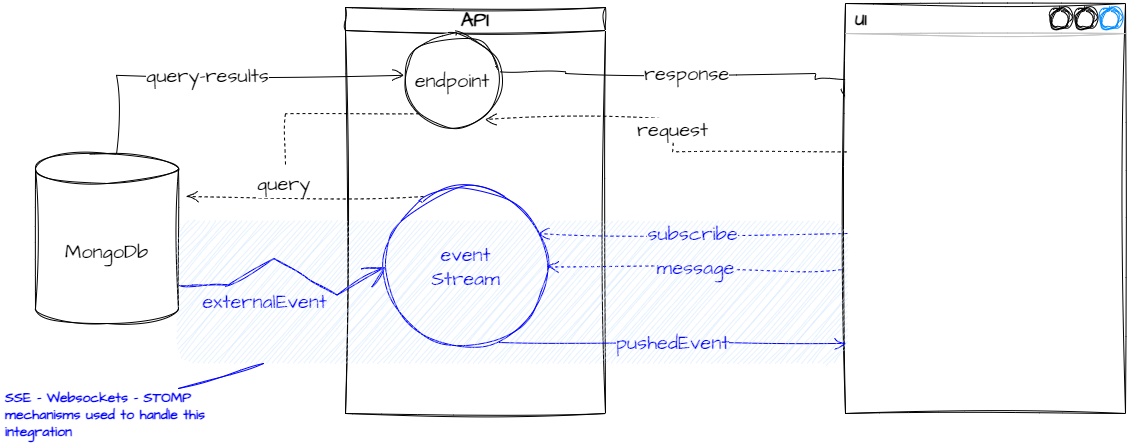 API
UI
query-results
endpoint
response
request
query
MongoDb
event
Stream
subscribe
message
externalEvent
pushedEvent
SSE - Websockets - STOMP
mechanisms used to handle this
integration